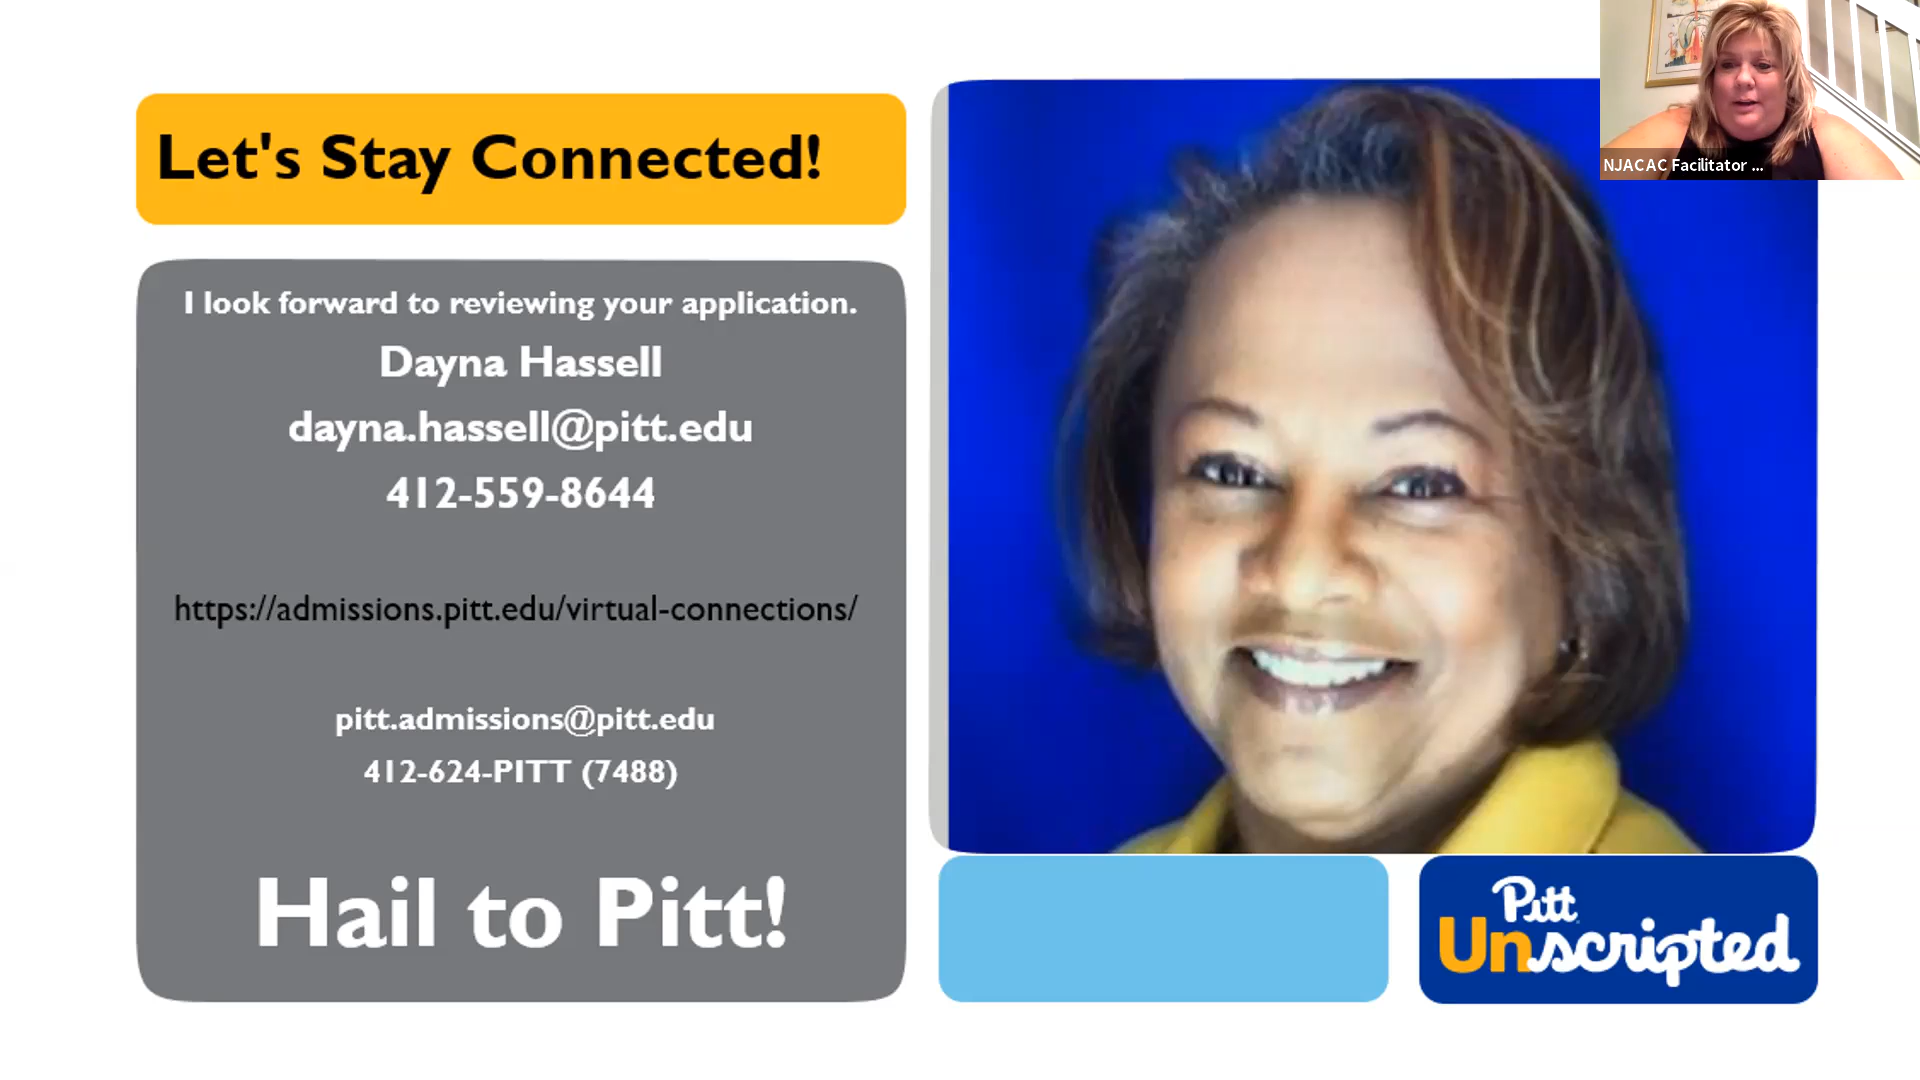 Let's Stay Connected!
I look forward to reviewing your application.
Dayna Hassell
dayna.hassell@pitt.edu
412-559-8644
https://admissions.pitt.edu/virtual-connections/
pitt.admissions@pitt.edu
412-624-PITT (7488)
Hail to Pitt!
NJACAC Facilitator ...
Pitt
Unscripted